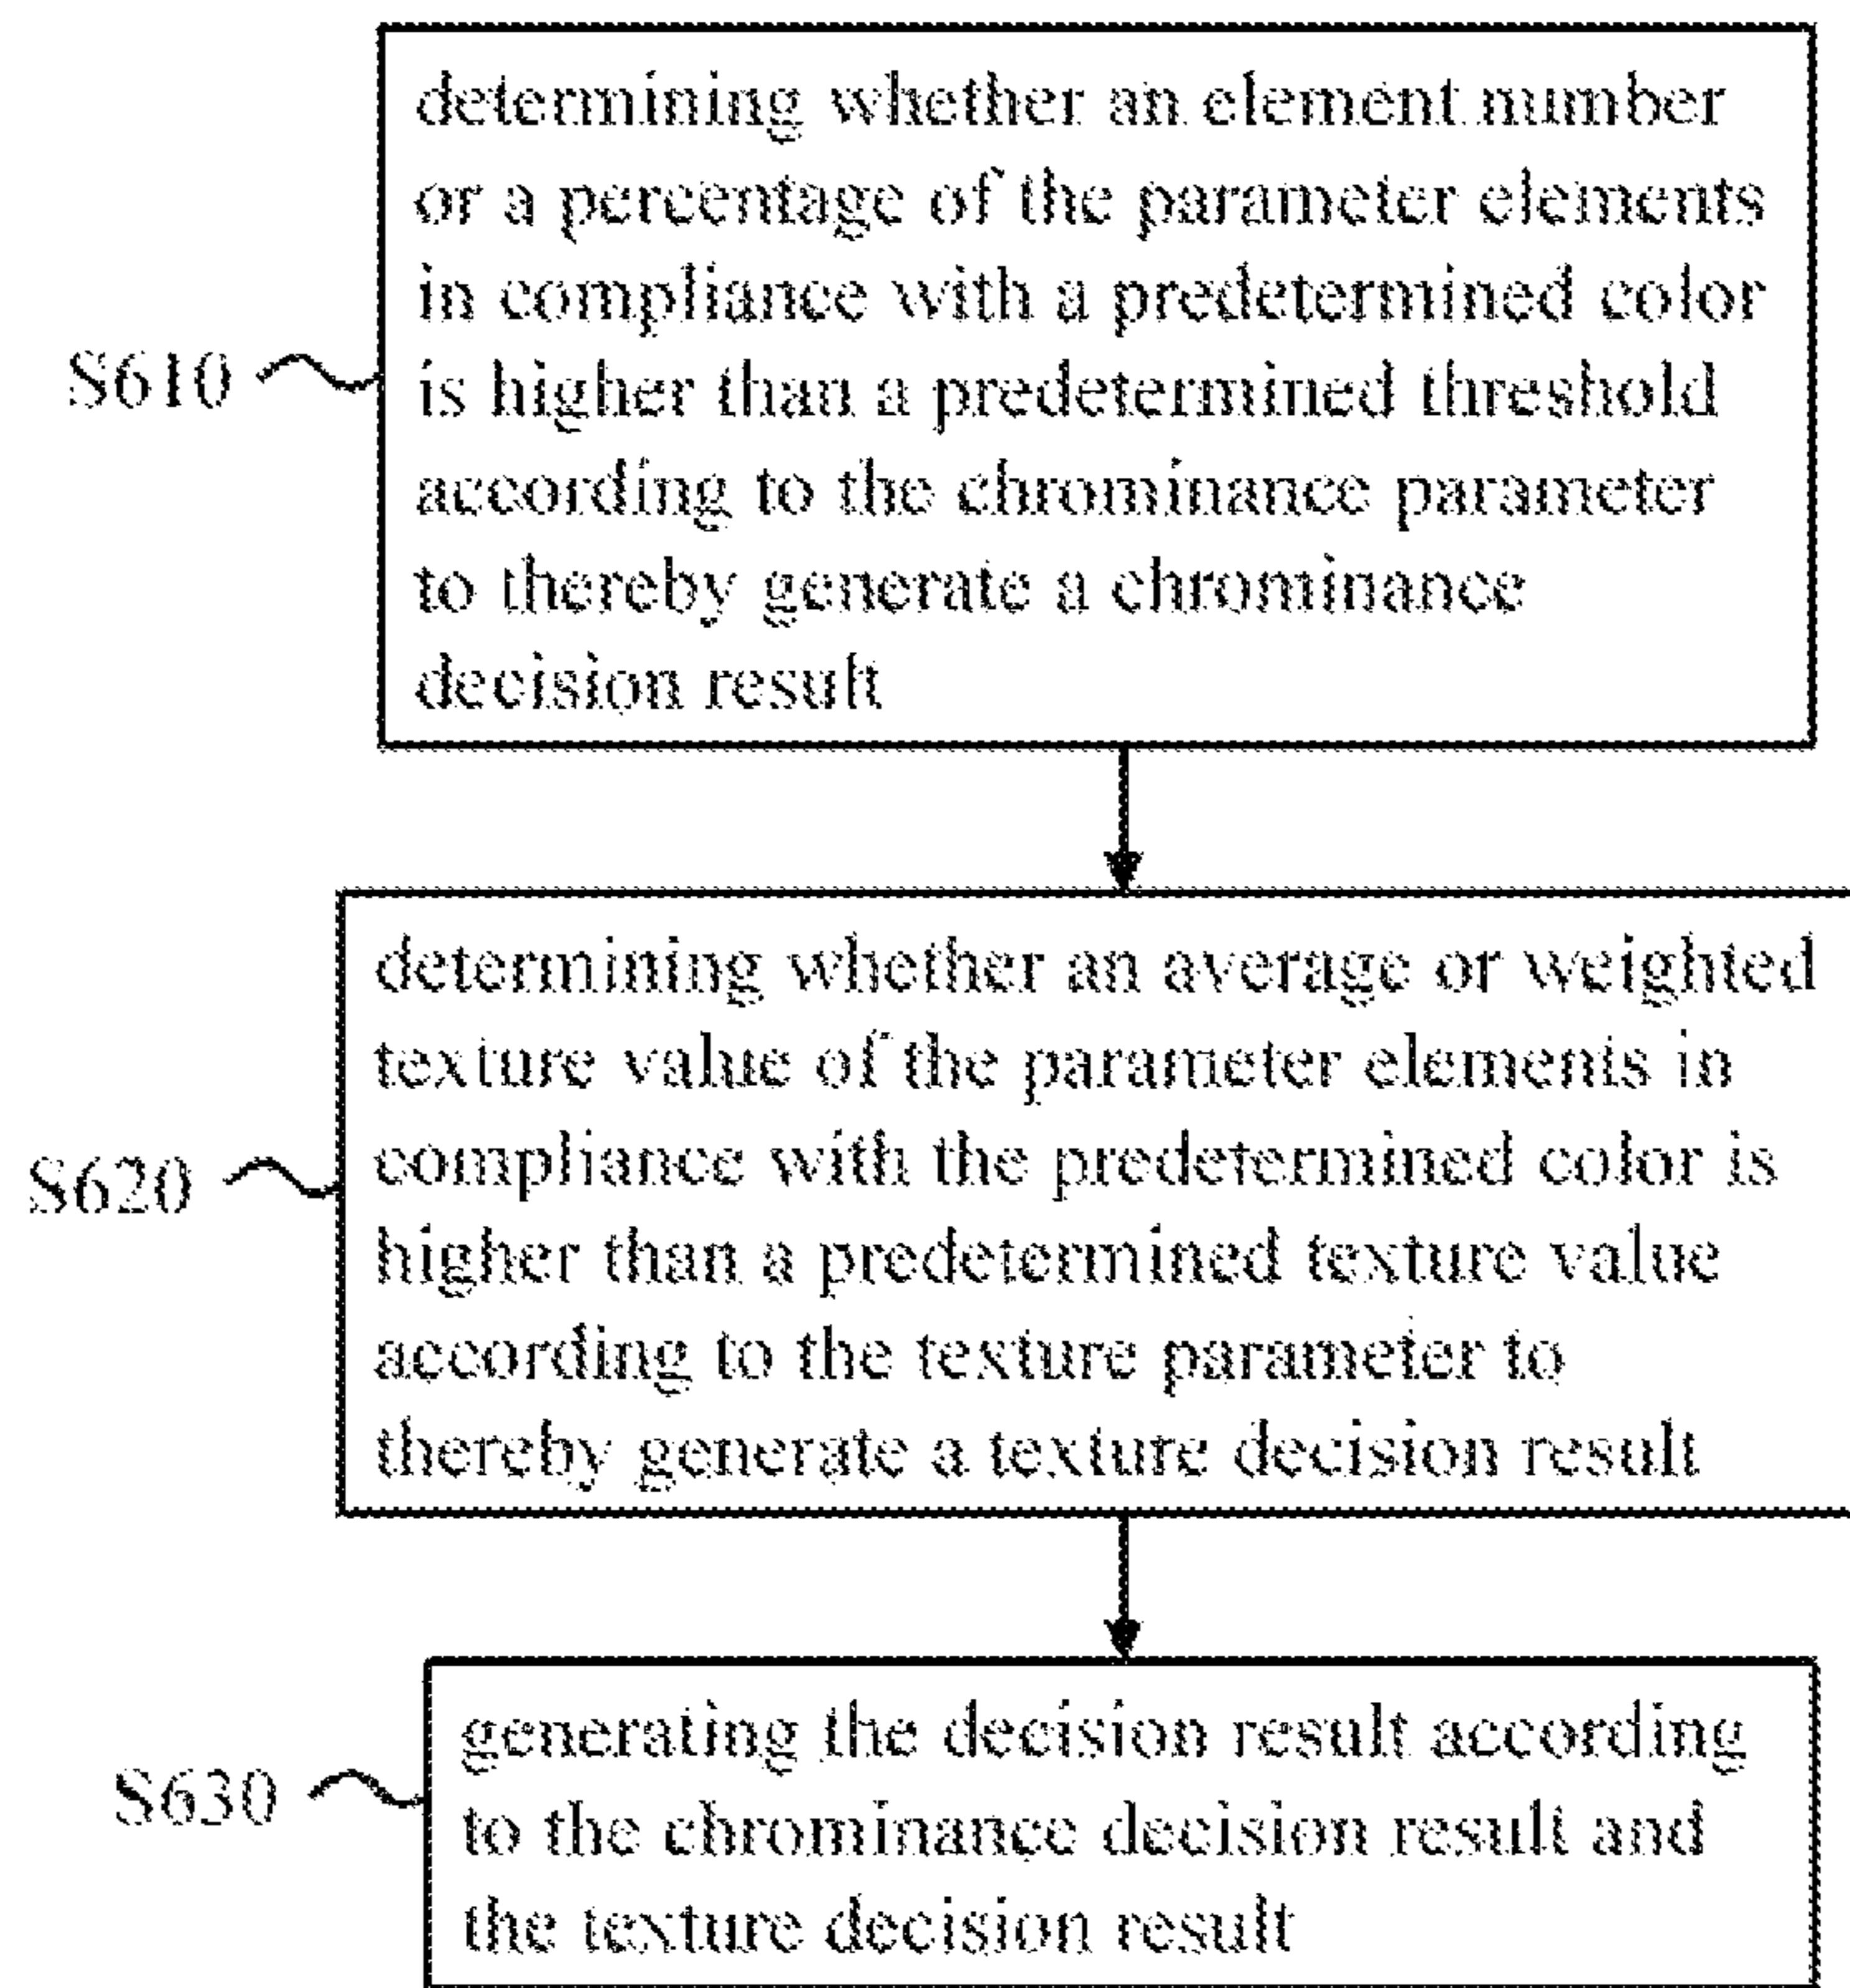 determining whether an element number
or a percentage of the parameter elements
in compliance with a predetermined color
S610
is higher than a predetermined threshold
according to the chrominance parameter
to thereby generate a chrominance
decision result
determining whether an average or weighted
texture value of the parameter elements in
compliance with the predetermined color is
S620
higher than a predetermined texture value
according to the texture parameter to
thereby generate a texture decision result
generating the decision result according
S630
to the chrominance decision result and
the texture decision result